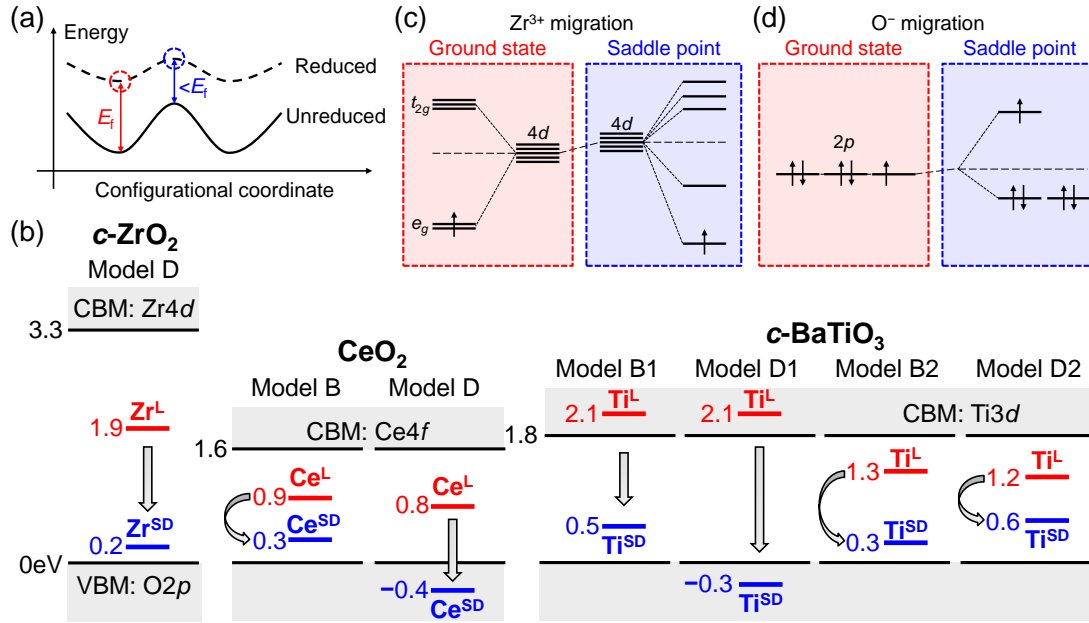 (a)
Energy
Reduced
Unreduced
E_f
<E_f
Configurational coordinate
(c)
Zr³⁺ migration
Ground state
Saddle point
t₂g
4d
4d
e_g
(d)
O⁻ migration
Ground state
Saddle point
2p
(b)
c-ZrO₂
Model D
CBM: Zr4d
3.3
1.9 Zr^L
0.2 Zr^SD
0eV
VBM: O2p
CeO₂
Model B Model D
CBM: Ce4f
1.6
0.9 Ce^L
0.3 Ce^SD
0.8 Ce^L
−0.4 Ce^SD
c-BaTiO₃
Model B1 Model D1 Model B2 Model D2
CBM: Ti3d
1.8
2.1 Ti^L
0.5 Ti^SD
2.1 Ti^L
−0.3 Ti^SD
1.3 Ti^L
0.3 Ti^SD
1.2 Ti^L
0.6 Ti^SD